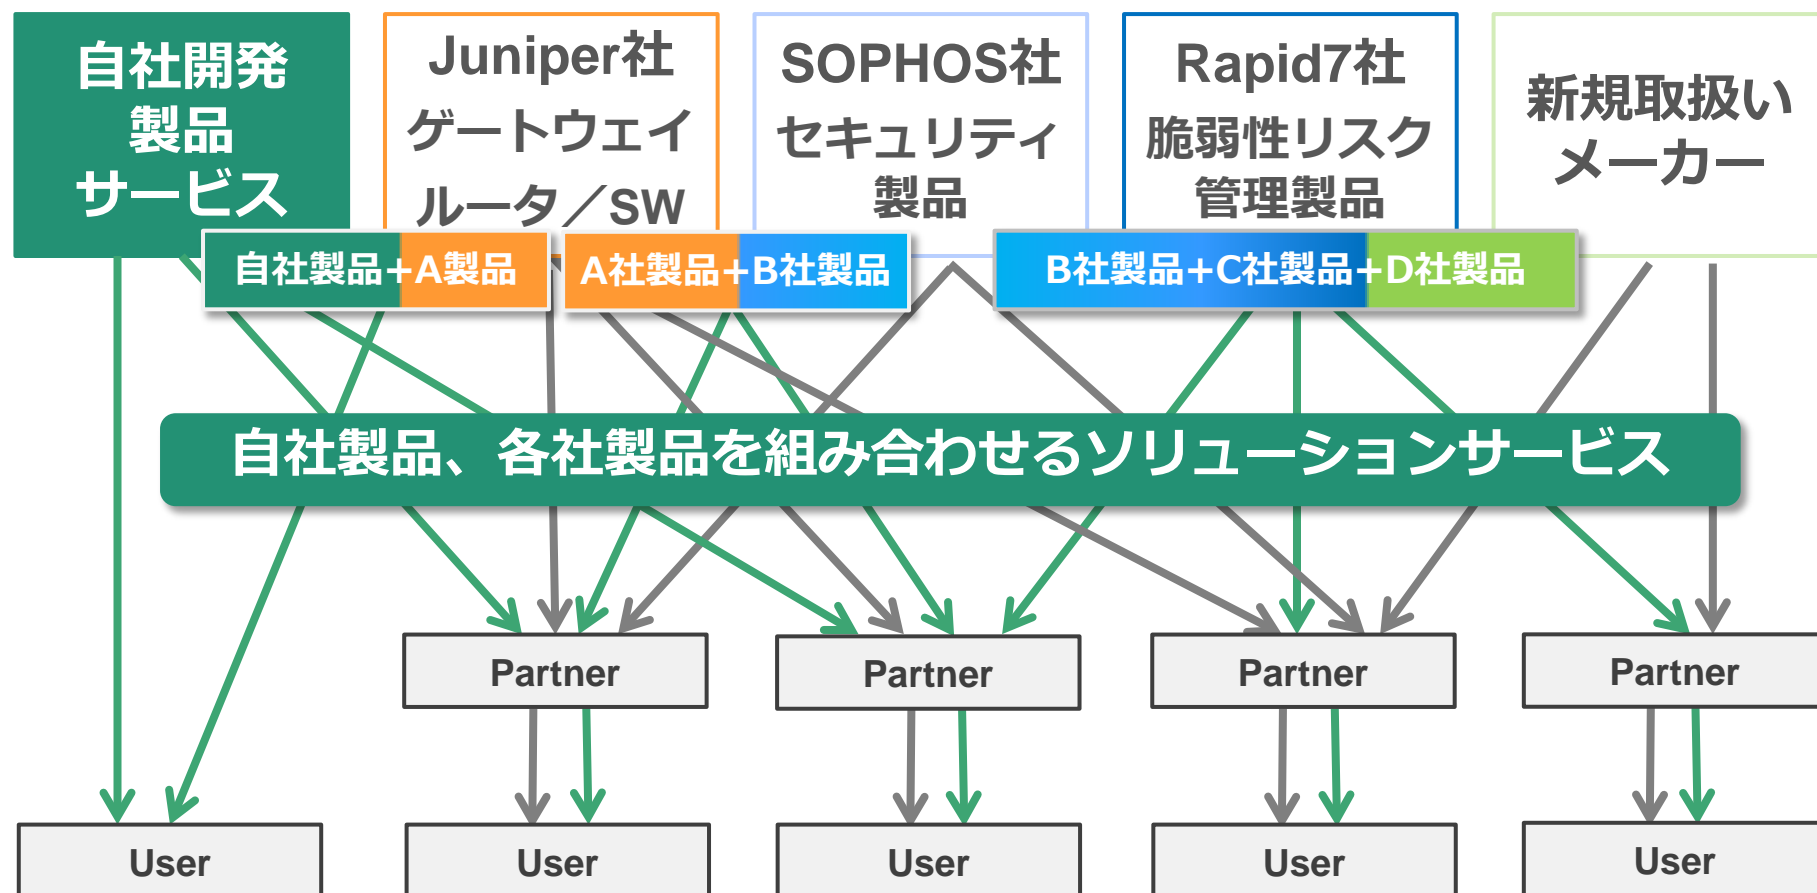 自社開発
製品
サービス
Juniper社
ゲートウェイ
ルータ／SW
SOPHOS社
セキュリティ
製品
Rapid7社
脆弱性リスク
管理製品
新規取扱い
メーカー
自社製品+A製品
A社製品+B社製品
B社製品+C社製品+D社製品
自社製品、各社製品を組み合わせるソリューションサービス
Partner
Partner
Partner
Partner
User
User
User
User
User